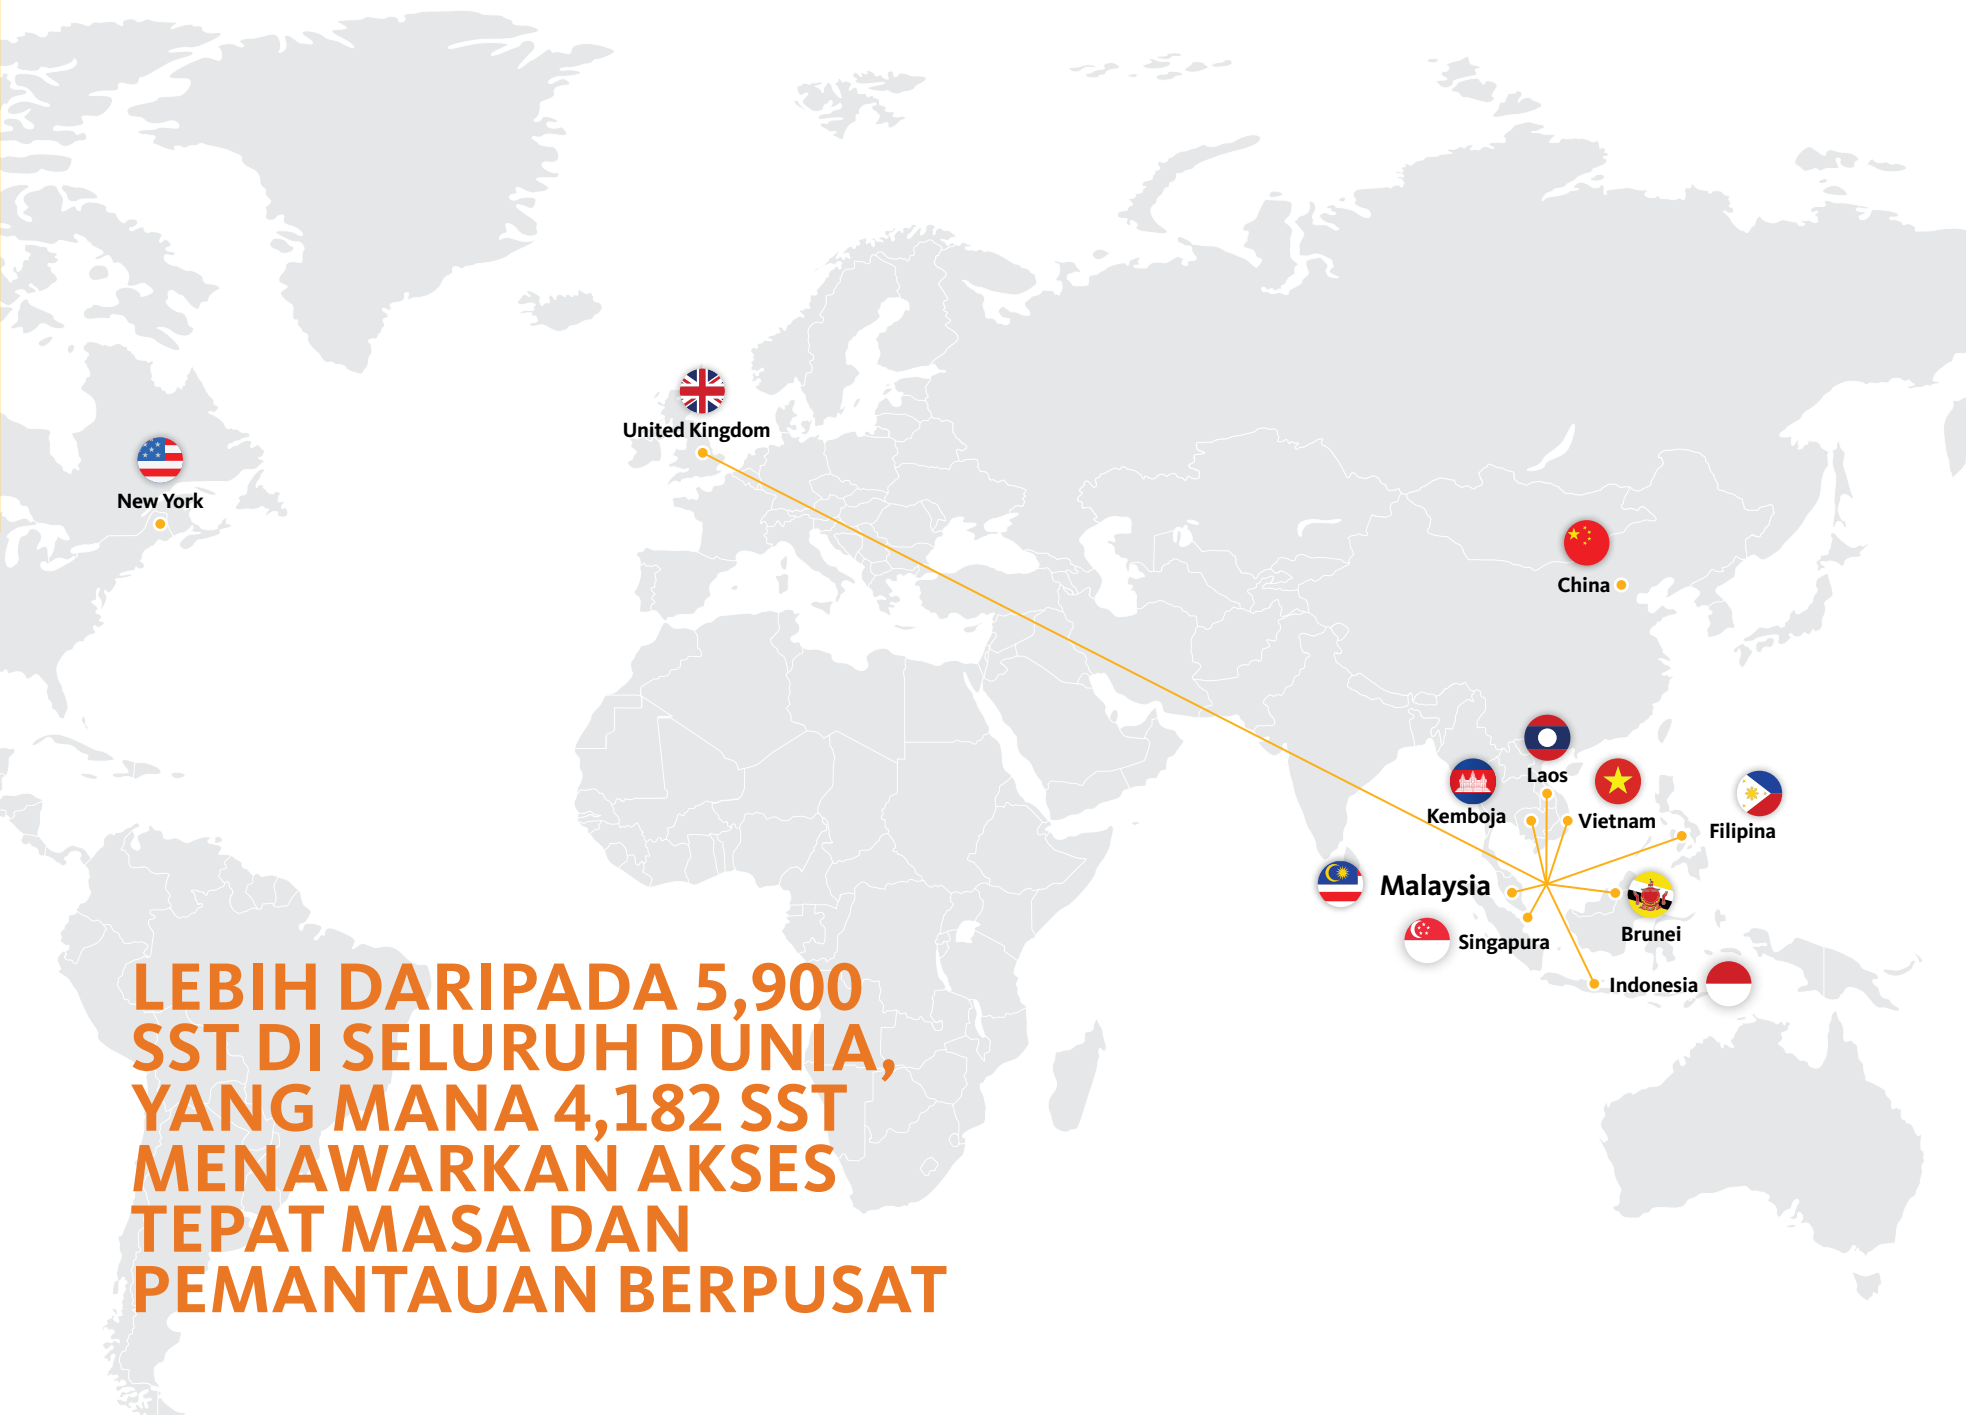 United Kingdom
New York
China
Laos
Kemboja
Vietnam
Filipina
Malaysia
Singapura
Brunei
Indonesia
LEBIH DARIPADA 5,900
SST DI SELURUH DUNIA,
YANG MANA 4,182 SST
MENAWARKAN AKSES
TEPAT MASA DAN
PEMANTAUAN BERPUSAT